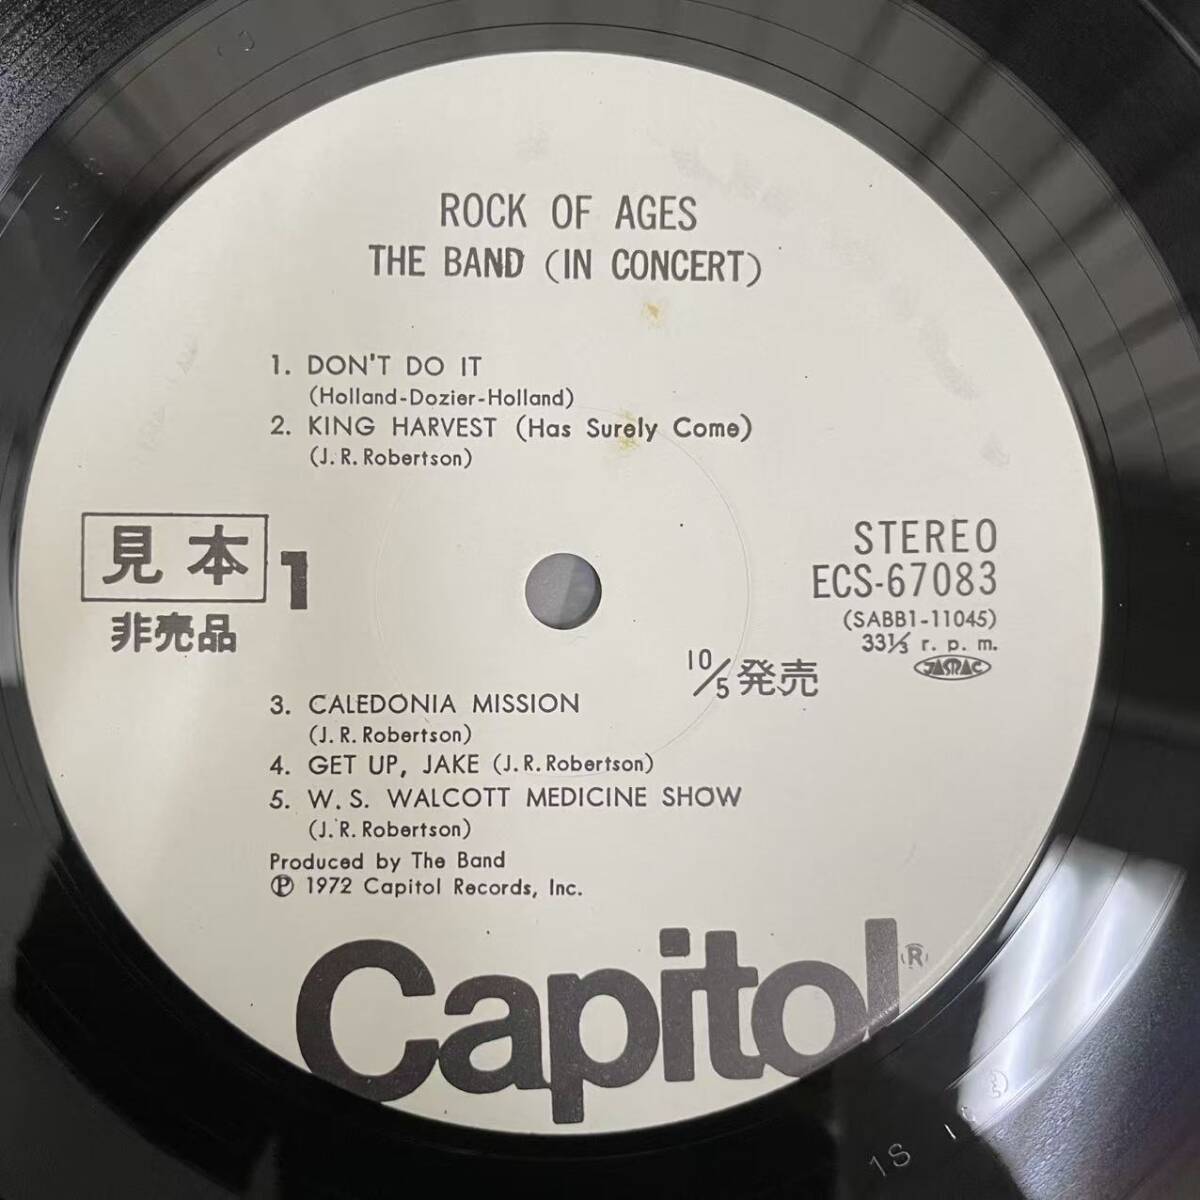 ROCK OF AGES
THE BAND (IN CONCERT)
1. DON'T DO IT
(Holland-Dozier-Holland)
2. KING HARVEST (Has Surely Come)
(J. R. Robertson)
見本 1
非売品
STEREO
ECS-67083
(SABB1-11045)
33⅓ r. p. m.
JASRAC
10/5発売
3. CALEDONIA MISSION
(J. R. Robertson)
4. GET UP, JAKE (J. R. Robertson)
5. W. S. WALCOTT MEDICINE SHOW
(J. R. Robertson)
Produced by The Band
Ⓟ 1972 Capitol Records, Inc.
Capitol®
1S